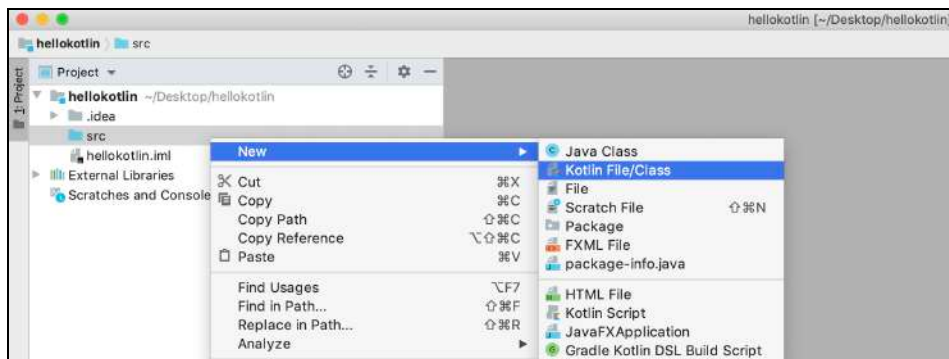 hellokotlin [~/Desktop/hellokotlin]
hellokotlin src
1: Project
Project
hellokotlin ~/Desktop/hellokotlin
.idea
src
hellokotlin.iml
External Libraries
Scratches and Console
New
Cut ⌘X
Copy ⌘C
Copy Path ⇧⌘C
Copy Reference ⌥⇧⌘C
Paste ⌘V
Find Usages ⌥F7
Find in Path... ⇧⌘F
Replace in Path... ⇧⌘R
Analyze
Java Class
Kotlin File/Class
File
Scratch File ⇧⌘N
Package
FXML File
package-info.java
HTML File
Kotlin Script
JavaFXApplication
Gradle Kotlin DSL Build Script